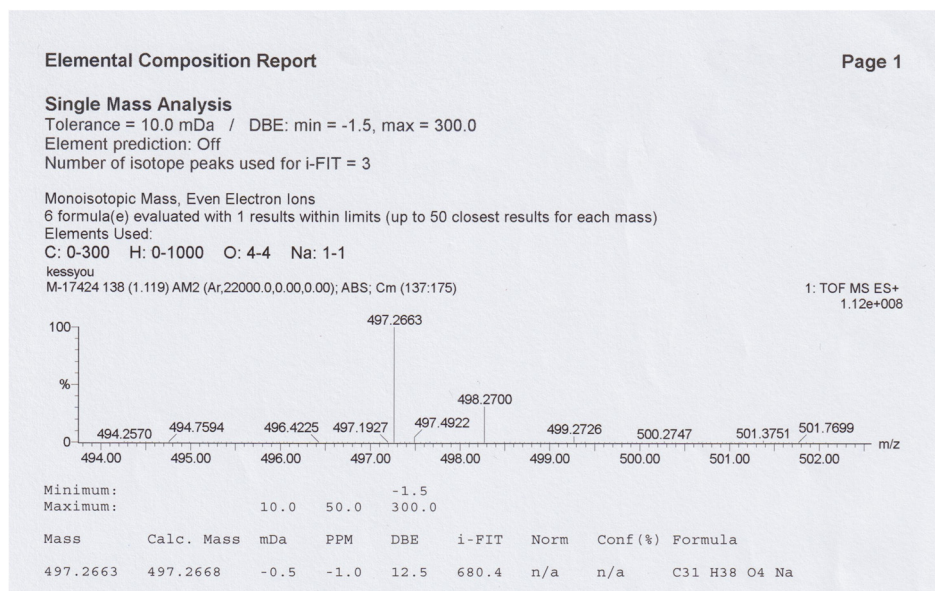 Elemental Composition Report Page 1
Single Mass Analysis
Tolerance = 10.0 mDa / DBE: min = -1.5, max = 300.0
Element prediction: Off
Number of isotope peaks used for i-FIT = 3
Monoisotopic Mass, Even Electron Ions
6 formula(e) evaluated with 1 results within limits (up to 50 closest results for each mass)
Elements Used:
C: 0-300 H: 0-1000 O: 4-4 Na: 1-1
kessyou
M-17424 138 (1.119) AM2 (Ar,22000.0,0.00,0.00); ABS; Cm (137:175) 1: TOF MS ES+
1.12e+008
497.2663
100
%
498.2700
494.2570 494.7594 496.4225 497.1927 497.4922 499.2726 500.2747 501.3751 501.7699
0 m/z
494.00 495.00 496.00 497.00 498.00 499.00 500.00 501.00 502.00
Minimum: -1.5
Maximum: 10.0 50.0 300.0
Mass Calc. Mass mDa PPM DBE i-FIT Norm Conf(%) Formula
497.2663 497.2668 -0.5 -1.0 12.5 680.4 n/a n/a C31 H38 O4 Na